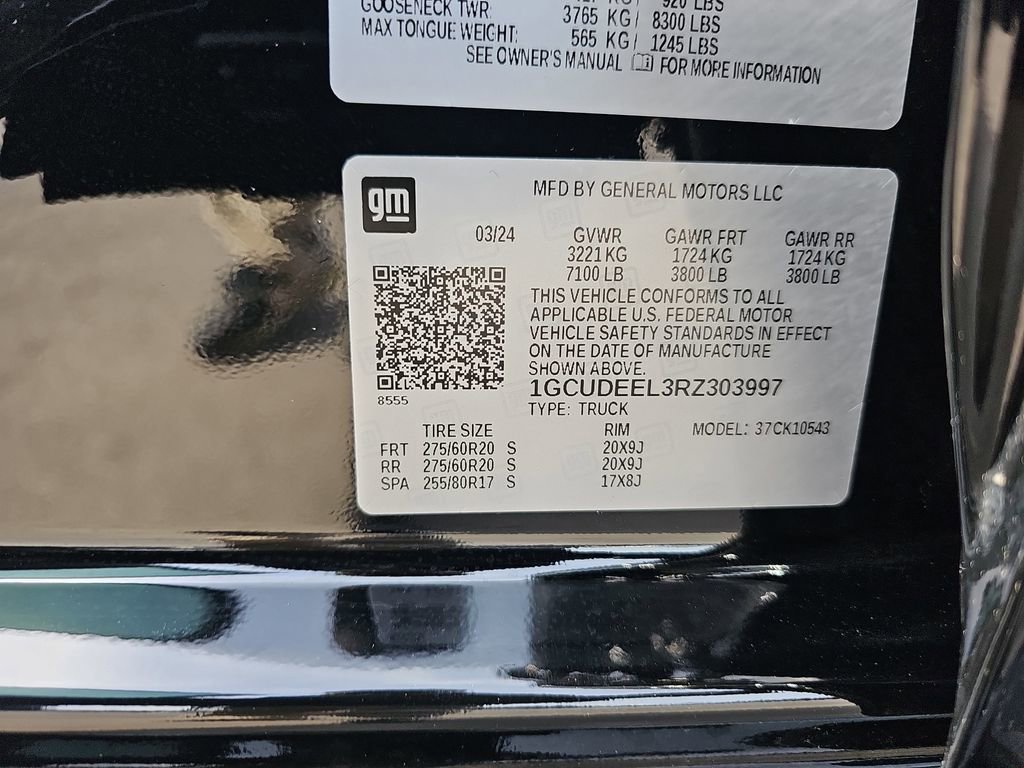 920 LBS
GOOSENECK TWR: 3765 KG/ 8300 LBS
MAX TONGUE WEIGHT: 565 KG/ 1245 LBS
SEE OWNER'S MANUAL FOR MORE INFORMATION
gm
MFD BY GENERAL MOTORS LLC
03/24 GVWR GAWR FRT GAWR RR
3221 KG 1724 KG 1724 KG
7100 LB 3800 LB 3800 LB
THIS VEHICLE CONFORMS TO ALL
APPLICABLE U.S. FEDERAL MOTOR
VEHICLE SAFETY STANDARDS IN EFFECT
ON THE DATE OF MANUFACTURE
SHOWN ABOVE.
1GCUDEEL3RZ303997
8555
TYPE: TRUCK
TIRE SIZE RIM MODEL: 37CK10543
FRT 275/60R20 S 20X9J
RR 275/60R20 S 20X9J
SPA 255/80R17 S 17X8J